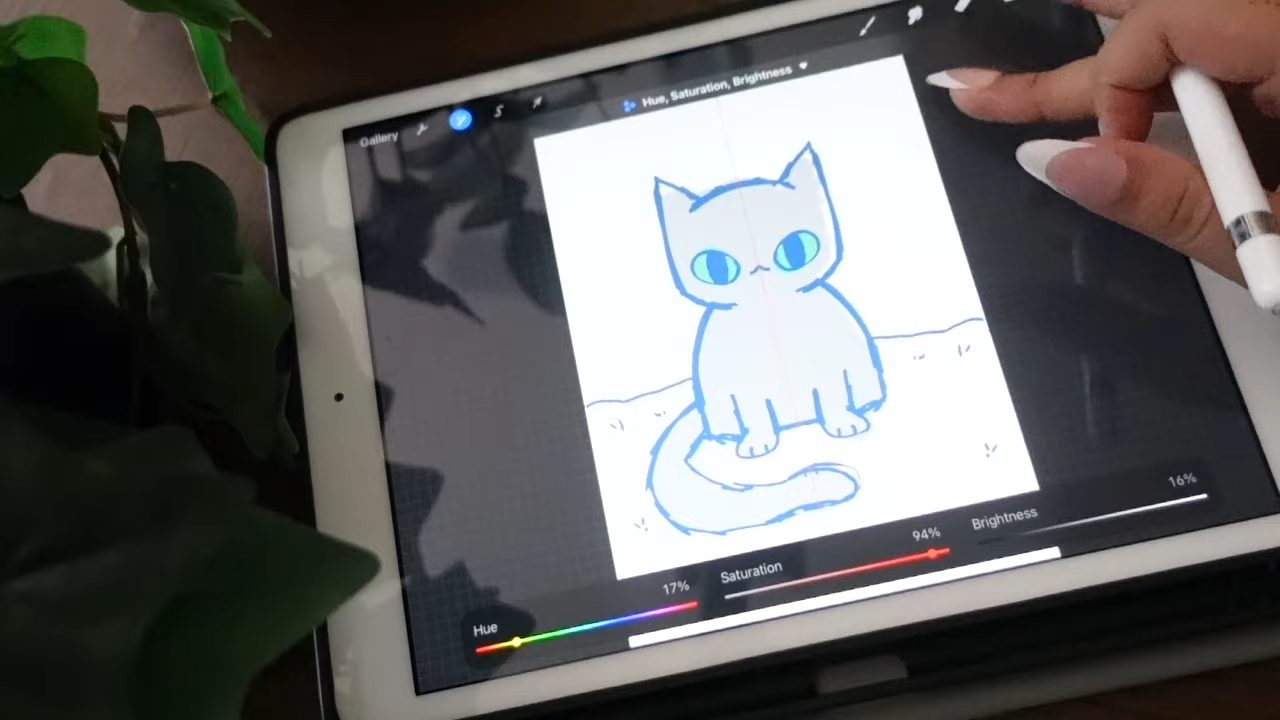 Gallery
Hue, Saturation, Brightness
Hue
17%
Saturation
94%
Brightness
16%